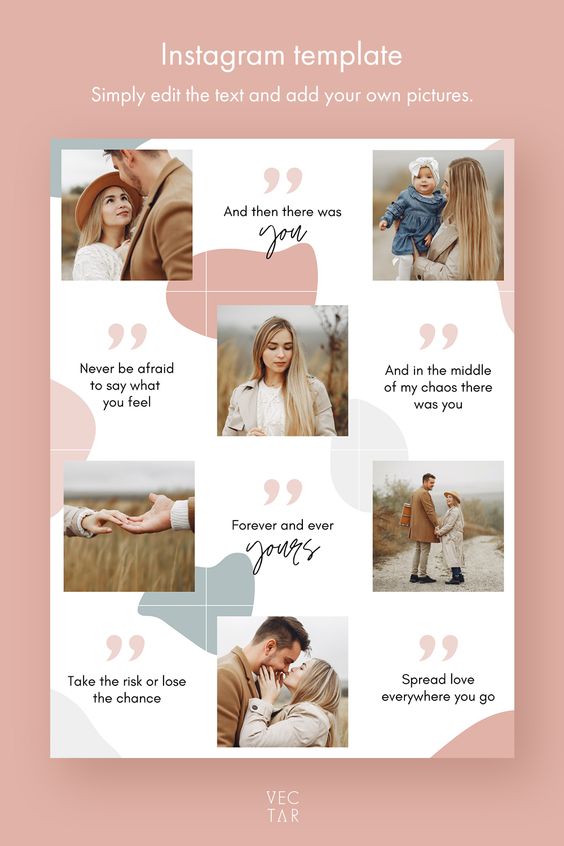 Instagram template
Simply edit the text and add your own pictures.
”
And then there was
you
”
Never be afraid
to say what
you feel
”
And in the middle
of my chaos there
was you
”
Forever and ever
yours
”
Take the risk or lose
the chance
”
Spread love
everywhere you go
VEC
TAR